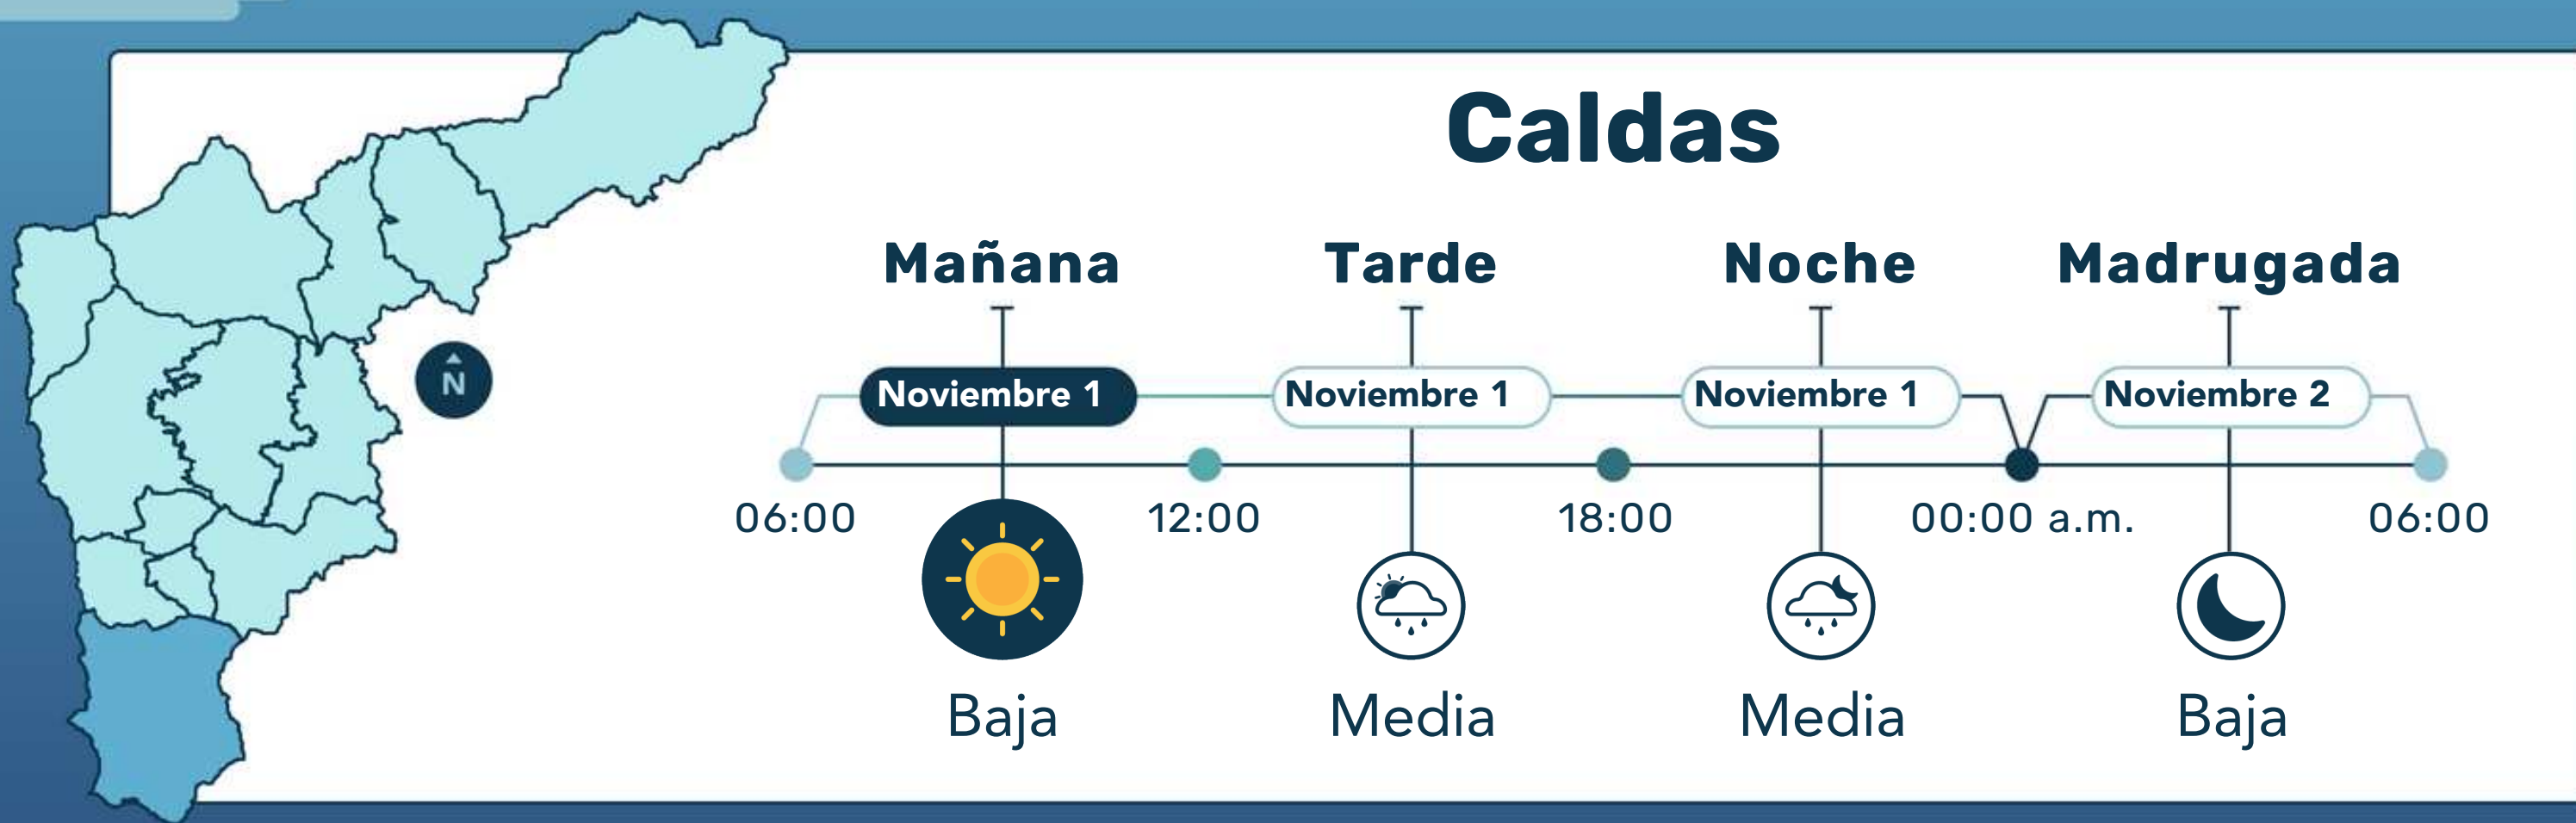 Caldas
Mañana Tarde Noche Madrugada
N
Noviembre 1 Noviembre 1 Noviembre 1 Noviembre 2
06:00 12:00 18:00 00:00 a.m. 06:00
Baja Media Media Baja